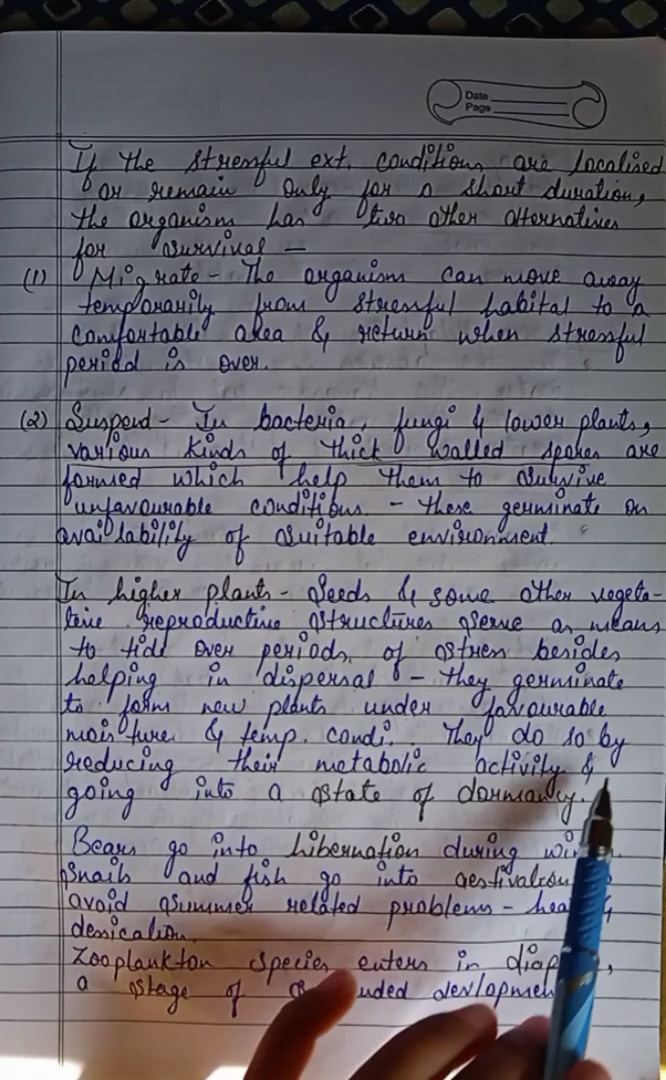 Date
Page
If the stressful ext. conditions are localised
or remain only for a short duration,
the organism has two other alternatives
for survival —
(1) Migrate - The organism can move away
temporarily from stressful habital to a
comfortable area & return when stressful
period is over.
(2) Suspend - In bacteria, fungi & lower plants,
various kinds of thick walled spores are
formed which help them to survive
unfavourable conditions. - these germinate on
availability of suitable environment.
In higher plants - Seeds & some other vegeta-
tive reproductive structures serve as means
to tide over periods of stress besides
helping in dispersal - they germinate
to form new plants under favourable
moisture & temp. condi. They do so by
reducing their metabolic activity &
going into a state of dormancy.
Bears go into hibernation during
Snails and fish go into aestivation
avoid summer related problems -
desication.
Zooplankton species enters in
a stage of